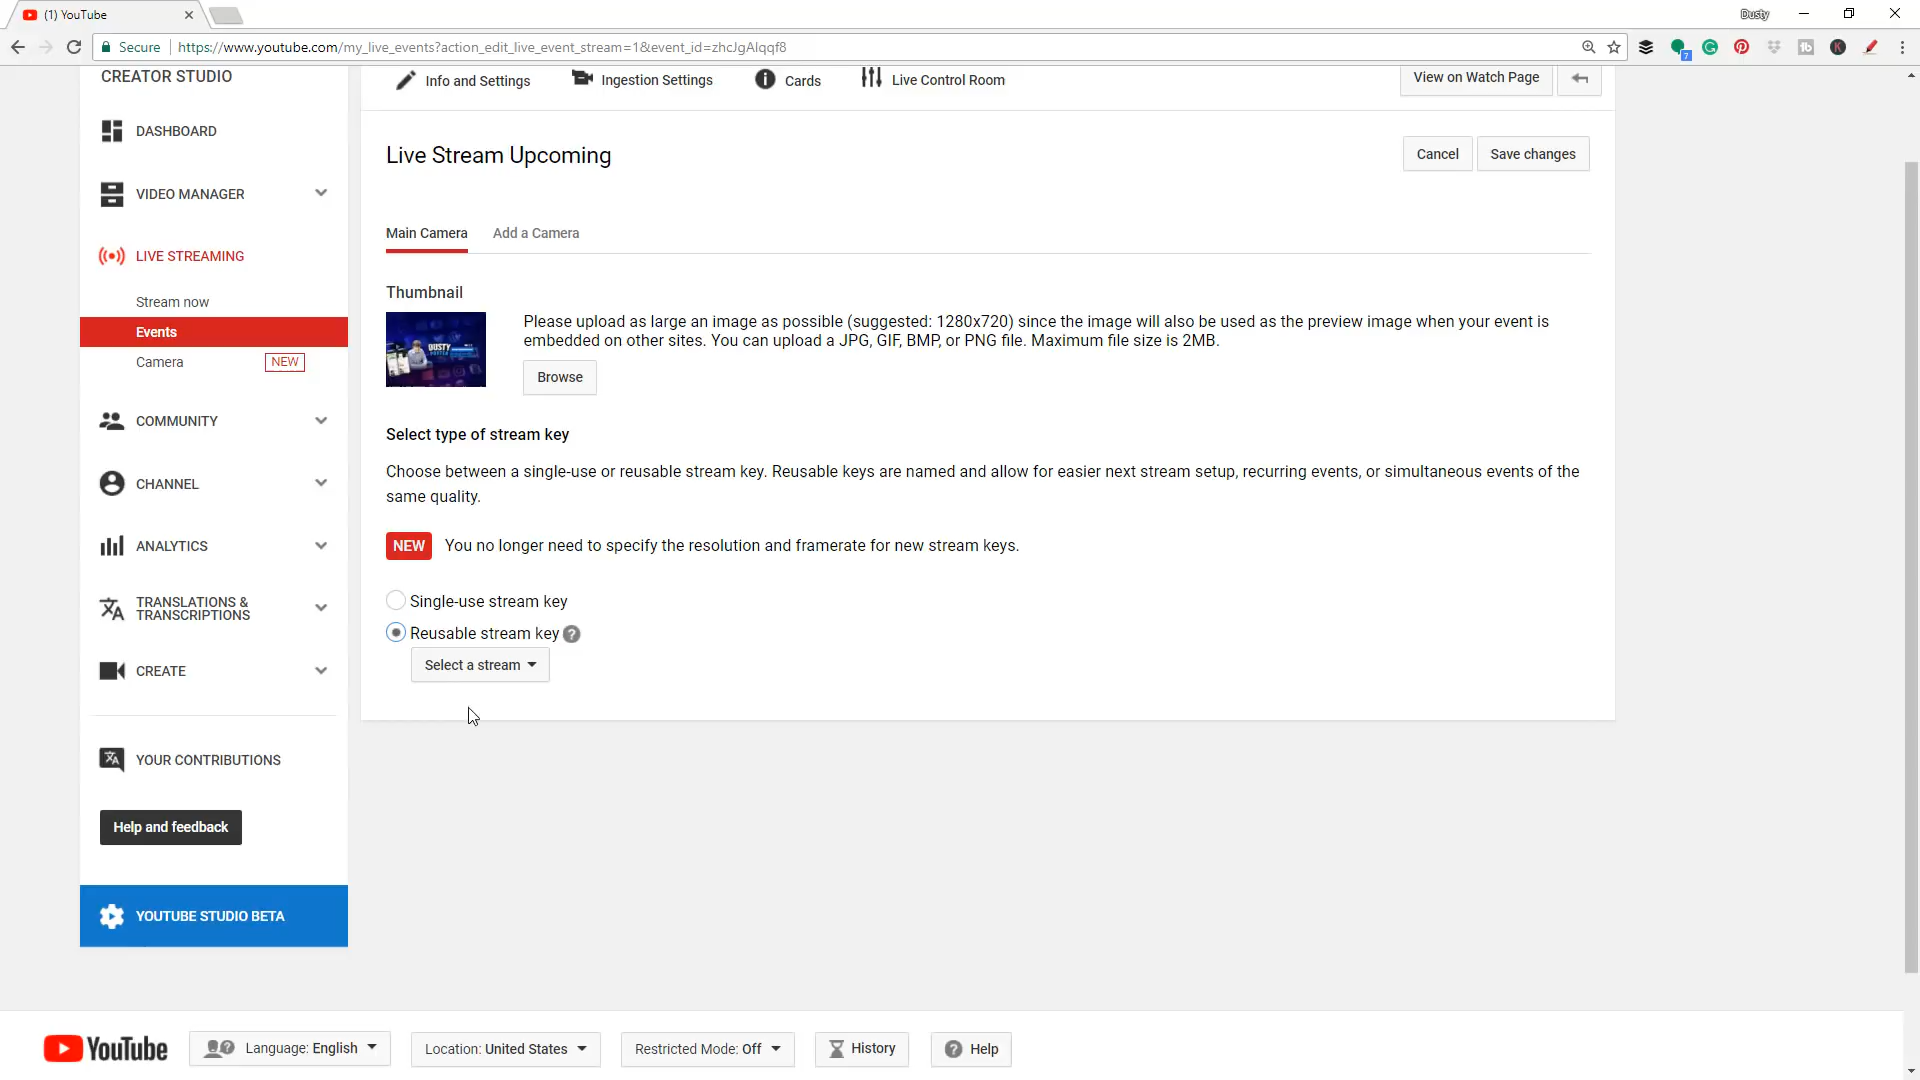 (1) YouTube
Dusty
Secure
https://www.youtube.com/my_live_events?action_edit_live_event_stream=1&event_id=zhcJgAlqqf8
7
CREATOR STUDIO
Info and Settings
Ingestion Settings
Cards
Live Control Room
View on Watch Page
DASHBOARD
Live Stream Upcoming
Cancel
Save changes
VIDEO MANAGER
Main Camera
Add a Camera
LIVE STREAMING
Stream now
Events
Camera
NEW
Thumbnail
DUSTY
Please upload as large an image as possible (suggested: 1280x720) since the image will also be used as the preview image when your event is
embedded on other sites. You can upload a JPG, GIF, BMP, or PNG file. Maximum file size is 2MB.
Browse
COMMUNITY
Select type of stream key
Choose between a single-use or reusable stream key. Reusable keys are named and allow for easier next stream setup, recurring events, or simultaneous events of the
same quality.
CHANNEL
NEW
You no longer need to specify the resolution and framerate for new stream keys.
ANALYTICS
Single-use stream key
TRANSLATIONS &
TRANSCRIPTIONS
Reusable stream key ?
Select a stream
CREATE
YOUR CONTRIBUTIONS
Help and feedback
YOUTUBE STUDIO BETA
YouTube
Language: English
Location: United States
Restricted Mode: Off
History
Help